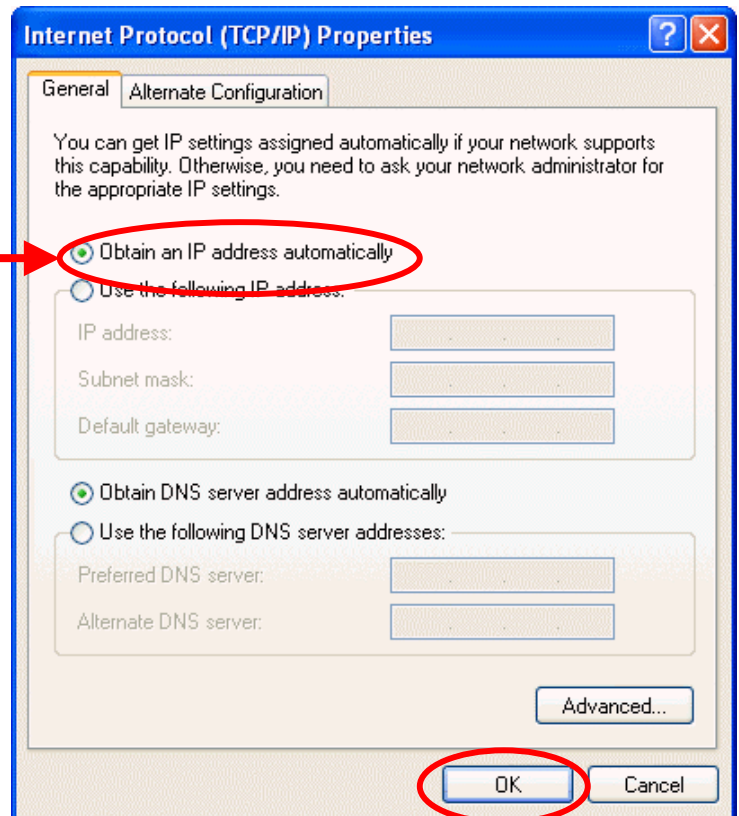 Internet Protocol (TCP/IP) Properties
General
Alternate Configuration
You can get IP settings assigned automatically if your network supports
this capability. Otherwise, you need to ask your network administrator for
the appropriate IP settings.
Obtain an IP address automatically
Use the following IP address:
IP address:
Subnet mask:
Default gateway:
Obtain DNS server address automatically
Use the following DNS server addresses:
Preferred DNS server:
Alternate DNS server:
Advanced...
OK
Cancel